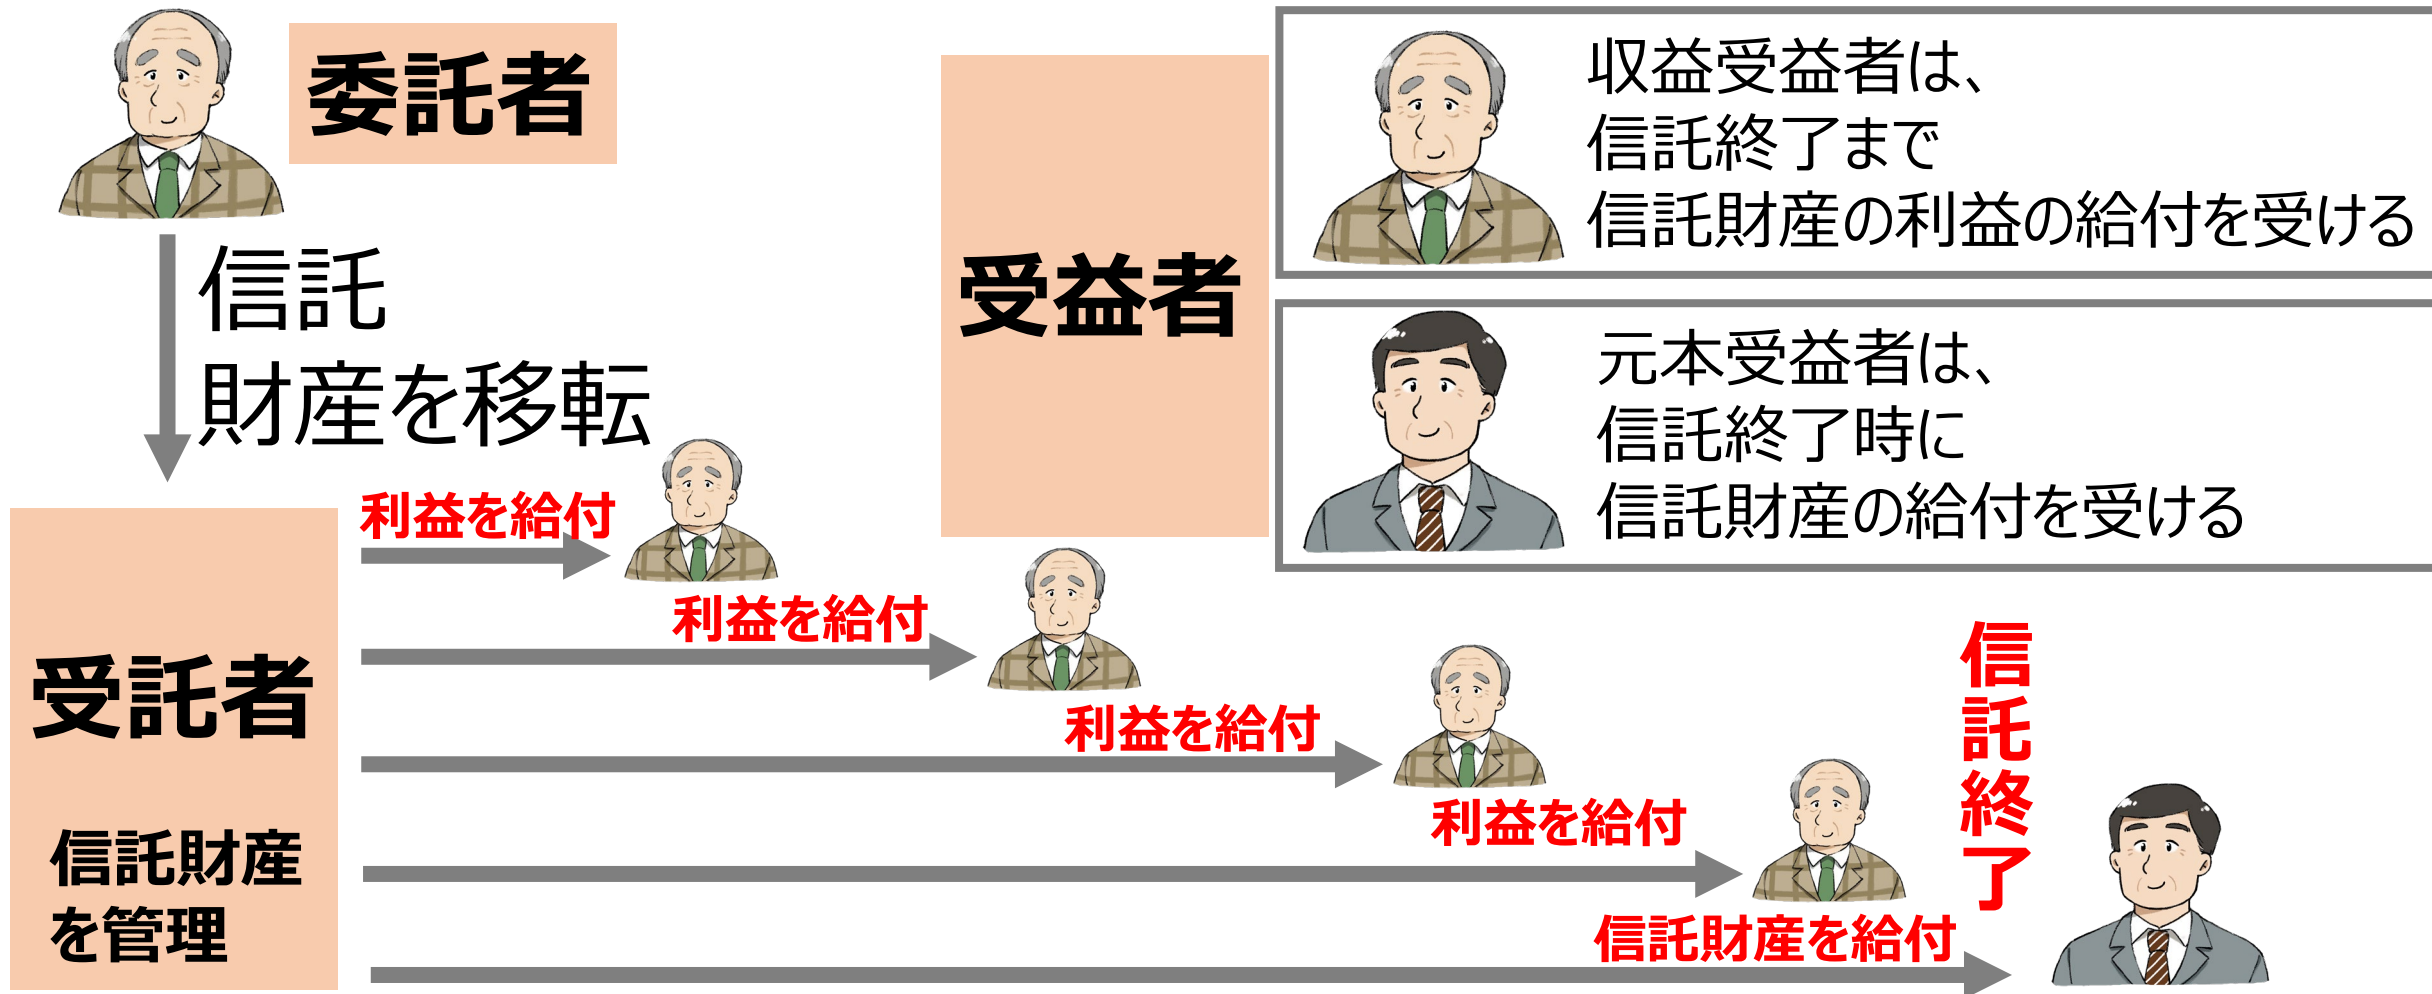 委託者
信託
財産を移転
受益者
収益受益者は、
信託終了まで
信託財産の利益の給付を受ける
元本受益者は、
信託終了時に
信託財産の給付を受ける
受託者
信託財産
を管理
利益を給付
利益を給付
利益を給付
利益を給付
信託財産を給付
信託終了